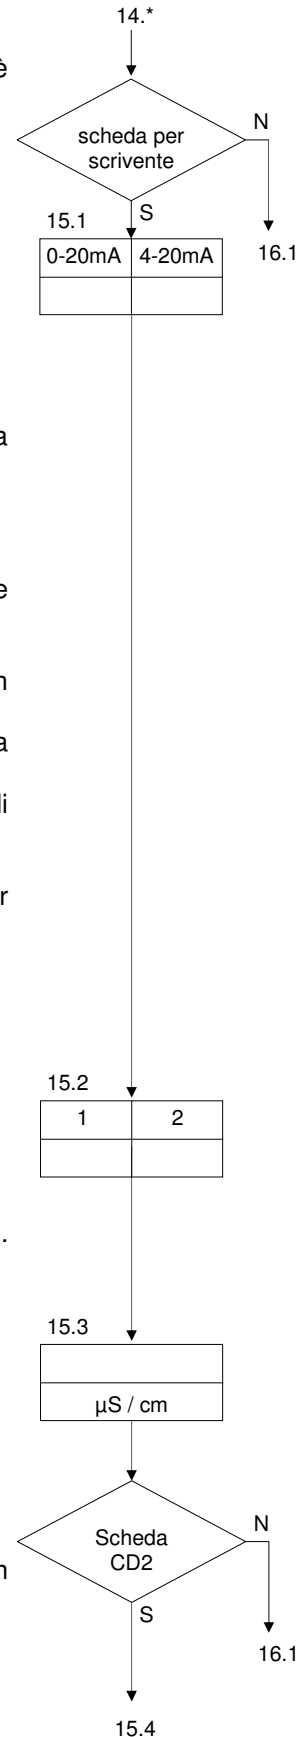 14.*
è
scheda per
scrivente
N
S
15.1
0-20mA 4-20mA
16.1
a
e
n
a
li
r
15.2
1 2
.
15.3
µS / cm
Scheda
CD2
N
n
S
16.1
15.4